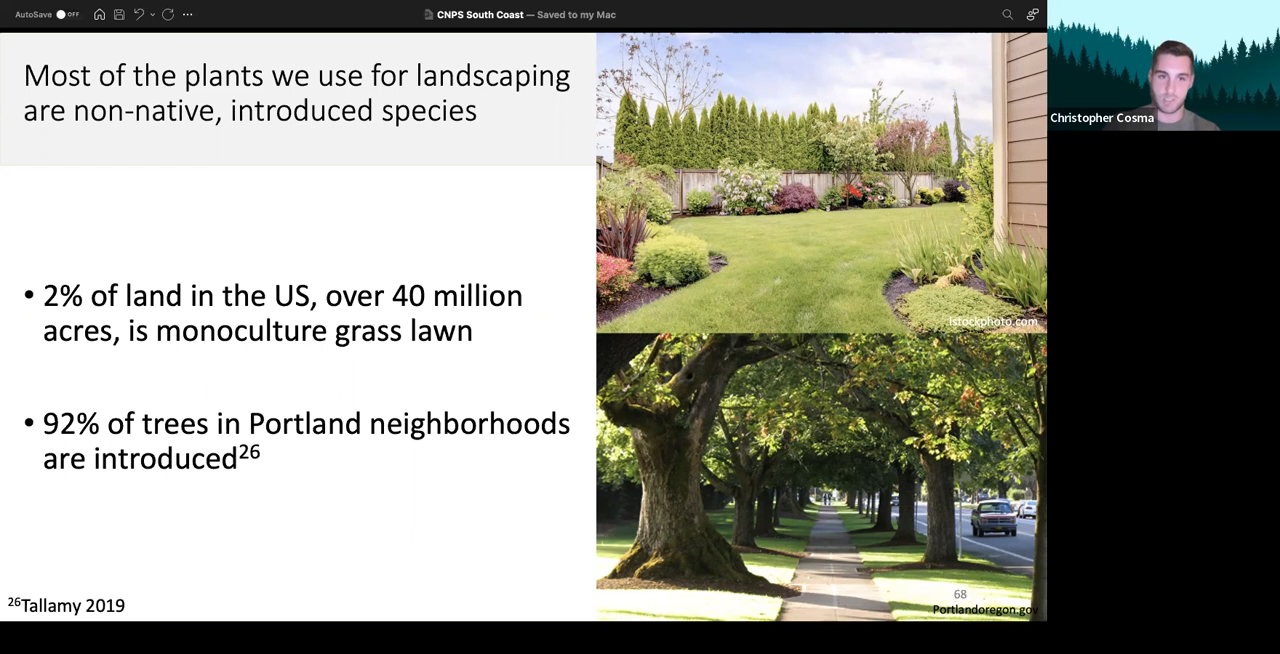 AutoSave OFF
CNPS South Coast — Saved to my Mac
Most of the plants we use for landscaping
are non-native, introduced species
• 2% of land in the US, over 40 million
acres, is monoculture grass lawn
• 92% of trees in Portland neighborhoods
are introduced26
26Tallamy 2019
istockphoto.com
68
Portlandoregon.gov
Christopher Cosma